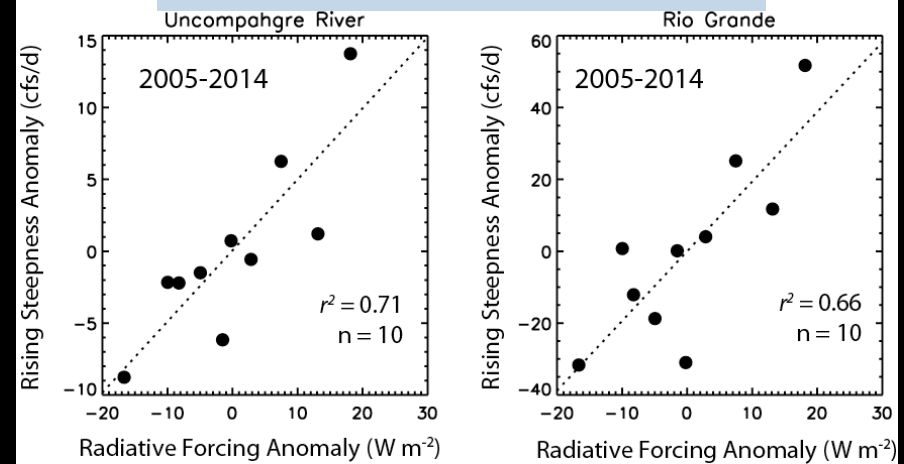 Uncompahgre River
Rising Steepness Anomaly (cfs/d)
15
10
5
0
−5
−10
2005-2014
r² = 0.71
n = 10
−20 −10 0 10 20 30
Radiative Forcing Anomaly (W m⁻²)
Rio Grande
Rising Steepness Anomaly (cfs/d)
60
40
20
0
−20
−40
2005-2014
r² = 0.66
n = 10
−20 −10 0 10 20 30
Radiative Forcing Anomaly (W m⁻²)